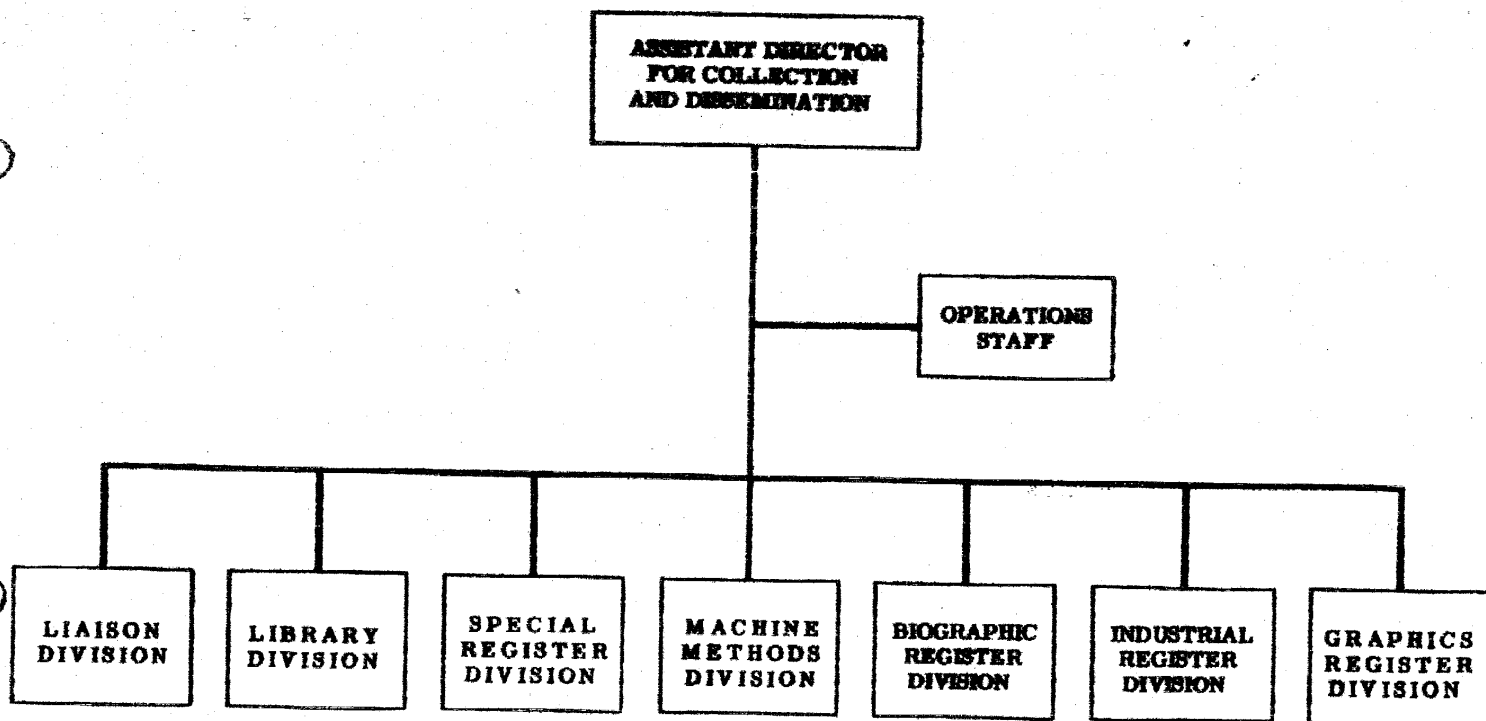 ASSISTANT DIRECTOR
FOR COLLECTION
AND DISSEMINATION
OPERATIONS
STAFF
LIAISON
DIVISION
LIBRARY
DIVISION
SPECIAL
REGISTER
DIVISION
MACHINE
METHODS
DIVISION
BIOGRAPHIC
REGISTER
DIVISION
INDUSTRIAL
REGISTER
DIVISION
GRAPHICS
REGISTER
DIVISION